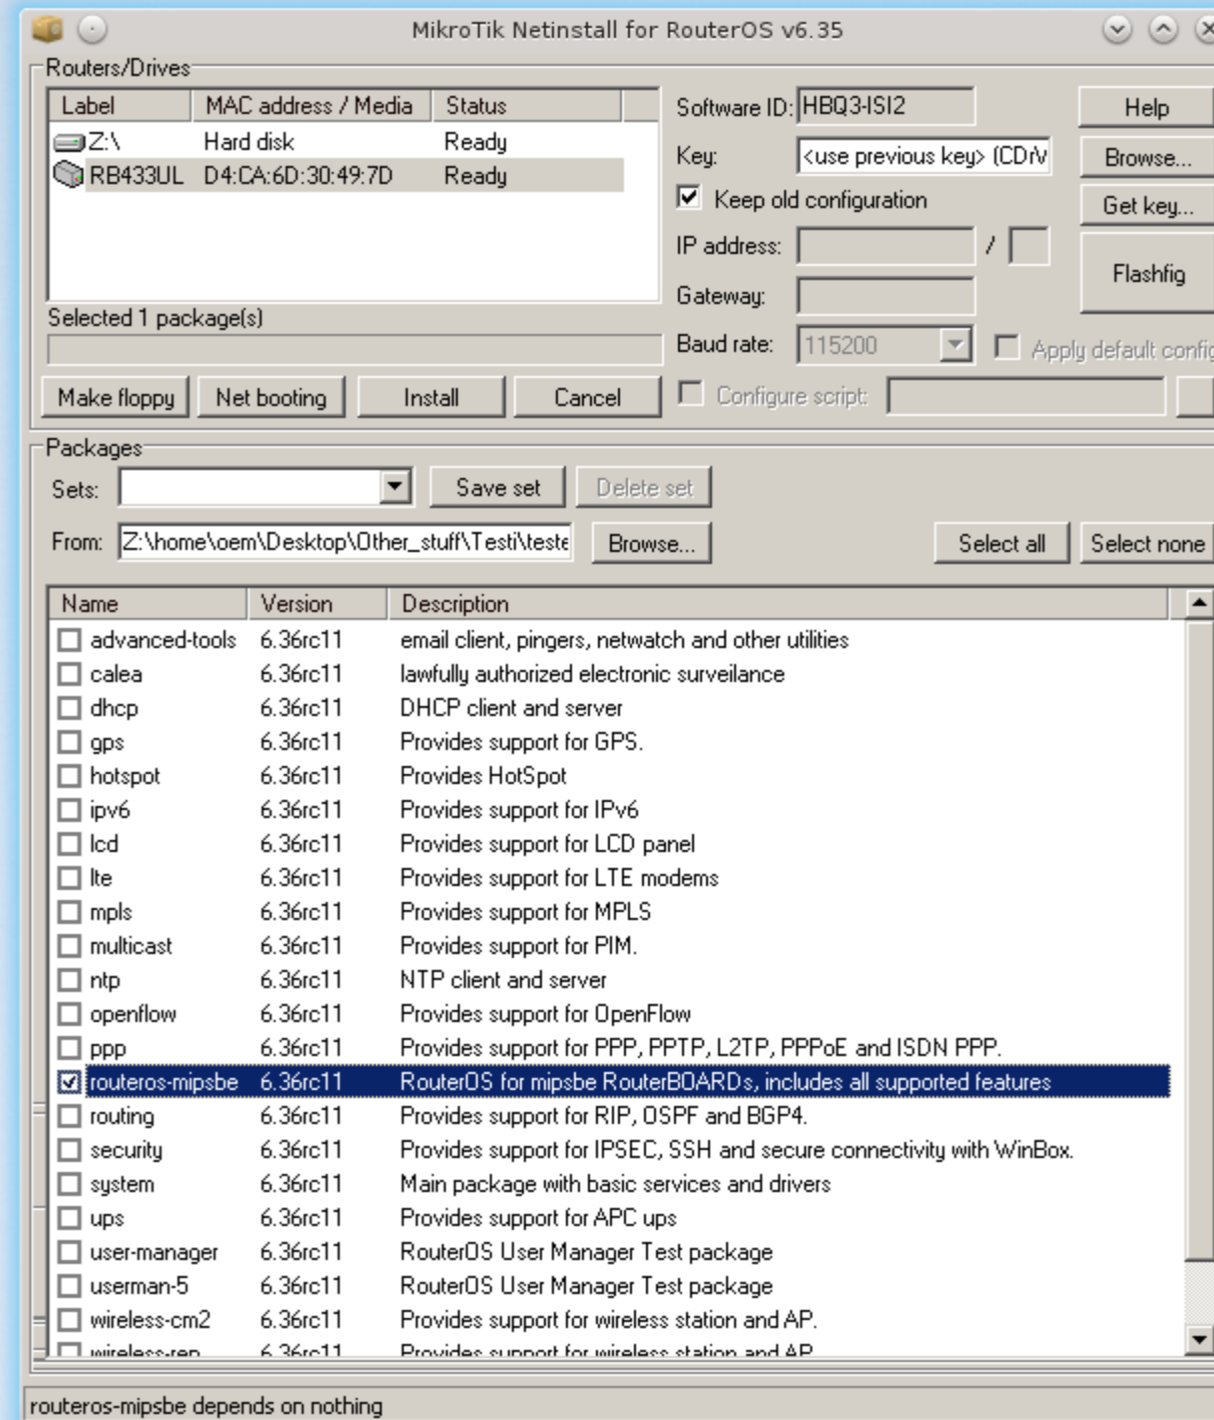 MikroTik Netinstall for RouterOS v6.35
Routers/Drives
Label MAC address / Media Status
Z:\ Hard disk Ready
RB433UL D4:CA:6D:30:49:7D Ready
Selected 1 package(s)
Make floppy Net booting Install Cancel
Software ID: HBQ3-ISI2 Help
Key: <use previous key> (CDrV Browse...
Keep old configuration Get key...
IP address: / Flashfig
Gateway:
Baud rate: 115200 Apply default config
Configure script:
Packages
Sets: Save set Delete set
From: Z:\home\oem\Desktop\Other_stuff\Testi\teste Browse... Select all Select none
Name Version Description
advanced-tools 6.36rc11 email client, pingers, netwatch and other utilities
calea 6.36rc11 lawfully authorized electronic surveilance
dhcp 6.36rc11 DHCP client and server
gps 6.36rc11 Provides support for GPS.
hotspot 6.36rc11 Provides HotSpot
ipv6 6.36rc11 Provides support for IPv6
lcd 6.36rc11 Provides support for LCD panel
lte 6.36rc11 Provides support for LTE modems
mpls 6.36rc11 Provides support for MPLS
multicast 6.36rc11 Provides support for PIM.
ntp 6.36rc11 NTP client and server
openflow 6.36rc11 Provides support for OpenFlow
ppp 6.36rc11 Provides support for PPP, PPTP, L2TP, PPPoE and ISDN PPP.
routeros-mipsbe 6.36rc11 RouterOS for mipsbe RouterBOARDs, includes all supported features
routing 6.36rc11 Provides support for RIP, OSPF and BGP4.
security 6.36rc11 Provides support for IPSEC, SSH and secure connectivity with WinBox.
system 6.36rc11 Main package with basic services and drivers
ups 6.36rc11 Provides support for APC ups
user-manager 6.36rc11 RouterOS User Manager Test package
userman-5 6.36rc11 RouterOS User Manager Test package
wireless-cm2 6.36rc11 Provides support for wireless station and AP.
wireless-rep 6.36rc11 Provides support for wireless station and AP
routeros-mipsbe depends on nothing